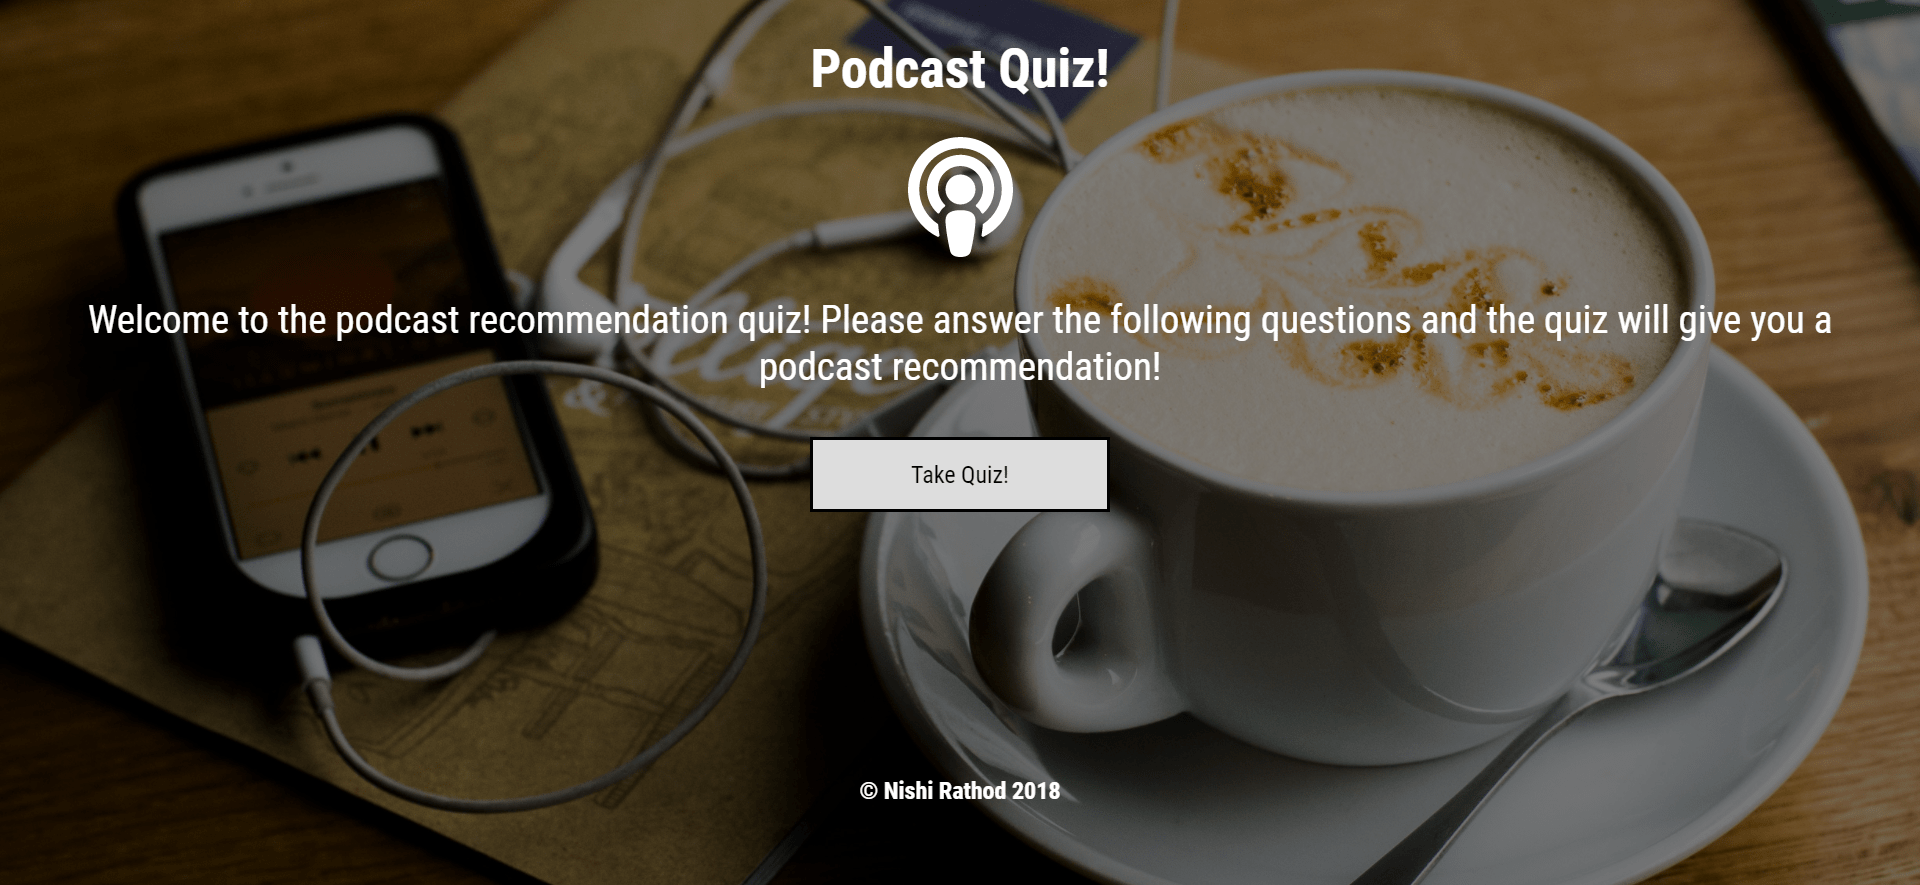 Podcast Quiz!
Welcome to the podcast recommendation quiz! Please answer the following questions and the quiz will give you a
podcast recommendation!
Take Quiz!
© Nishi Rathod 2018